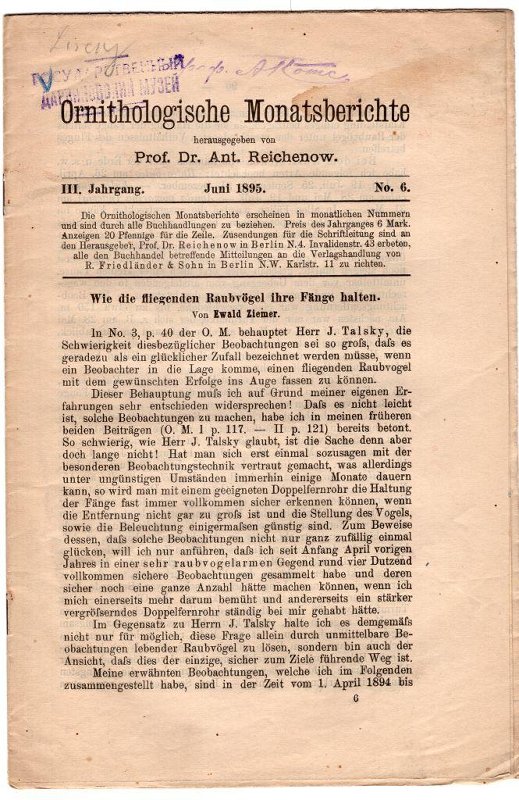 ГОСУДАРСТВЕННЫЙ
ДАРВИНОВСКИЙ МУЗЕЙ
Ornithologische Monatsberichte
herausgegeben von
Prof. Dr. Ant. Reichenow.
III. Jahrgang. Juni 1895. No. 6.
Die Ornithologischen Monatsberichte erscheinen in monatlichen Nummern
und sind durch alle Buchhandlungen zu beziehen. Preis des Jahrganges 6 Mark.
Anzeigen 20 Pfennige für die Zeile. Zusendungen für die Schriftleitung sind an
den Herausgeber, Prof. Dr. Reichenow in Berlin N.4. Invalidenstr. 43 erbeten,
alle den Buchhandel betreffende Mitteilungen an die Verlagshandlung von
R. Friedländer & Sohn in Berlin N.W. Karlstr. 11 zu richten.
Wie die fliegenden Raubvögel ihre Fänge halten.
Von Ewald Ziemer.
In No. 3, p. 40 der O. M. behauptet Herr J. Talsky, die
Schwierigkeit diesbezüglicher Beobachtungen sei so groſs, daſs es
geradezu als ein glücklicher Zufall bezeichnet werden müsse, wenn
ein Beobachter in die Lage komme, einen fliegenden Raubvogel
mit dem gewünschten Erfolge ins Auge fassen zu können.
Dieser Behauptung muſs ich auf Grund meiner eigenen Er-
fahrungen sehr entschieden widersprechen! Daſs es nicht leicht
ist, solche Beobachtungen zu machen, habe ich in meinen früheren
beiden Beiträgen (O. M. I p. 117. — II p. 121) bereits betont.
So schwierig, wie Herr J. Talsky glaubt, ist die Sache denn aber
doch lange nicht! Hat man sich erst einmal sozusagen mit der
besonderen Beobachtungstechnik vertraut gemacht, was allerdings
unter ungünstigen Umständen immerhin einige Monate dauern
kann, so wird man mit einem geeigneten Doppelfernrohr die Haltung
der Fänge fast immer vollkommen sicher erkennen können, wenn
die Entfernung nicht gar zu groſs ist und die Stellung des Vogels,
sowie die Beleuchtung einigermaſsen günstig sind. Zum Beweise
dessen, daſs solche Beobachtungen nicht nur ganz zufällig einmal
glücken, will ich nur anführen, daſs ich seit Anfang April vorigen
Jahres in einer sehr raubvogelarmen Gegend rund vier Dutzend
vollkommen sichere Beobachtungen gesammelt habe und deren
sicher noch eine ganze Anzahl hätte machen können, wenn ich
mich einerseits mehr darum bemüht und andererseits ein stärker
vergröſserndes Doppelfernrohr ständig bei mir gehabt hätte.
Im Gegensatz zu Herrn J. Talsky halte ich es demgemäſs
nicht nur für möglich, diese Frage allein durch unmittelbare Be-
obachtungen lebender Raubvögel zu lösen, sondern bin auch der
Ansicht, daſs dies der einzige, sicher zum Ziele führende Weg ist.
Meine erwähnten Beobachtungen, welche ich im Folgenden
zusammengestellt habe, sind in der Zeit vom 1. April 1894 bis
6